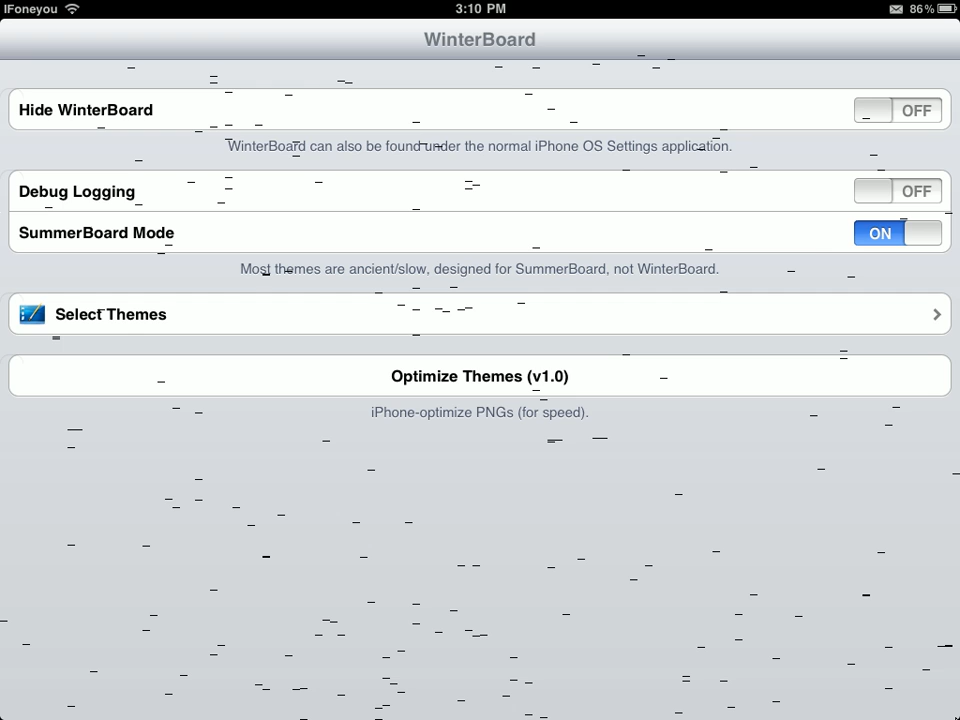 IFoneyou
3:10 PM
86%
WinterBoard
Hide WinterBoard
OFF
WinterBoard can also be found under the normal iPhone OS Settings application.
Debug Logging
OFF
SummerBoard Mode
ON
Most themes are ancient/slow, designed for SummerBoard, not WinterBoard.
Select Themes
Optimize Themes (v1.0)
iPhone-optimize PNGs (for speed).